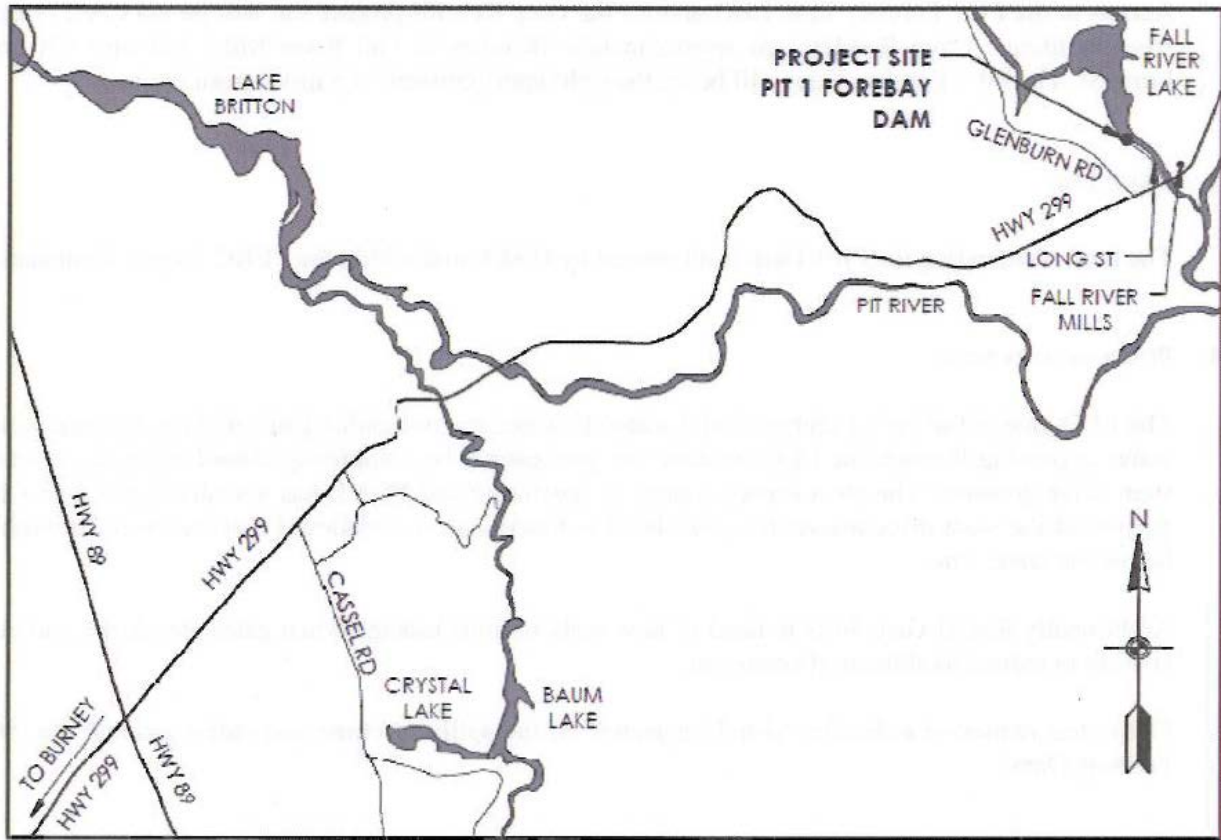 LAKE
BRITTON
PROJECT SITE
PIT 1 FOREBAY
DAM
FALL
RIVER
LAKE
GLENBURN RD
HWY 299
LONG ST
FALL RIVER
MILLS
PIT RIVER
HWY 89
HWY 299
CASSEL RD
N
CRYSTAL
LAKE
BAUM
LAKE
TO BURNEY
HWY 299
HWY 89